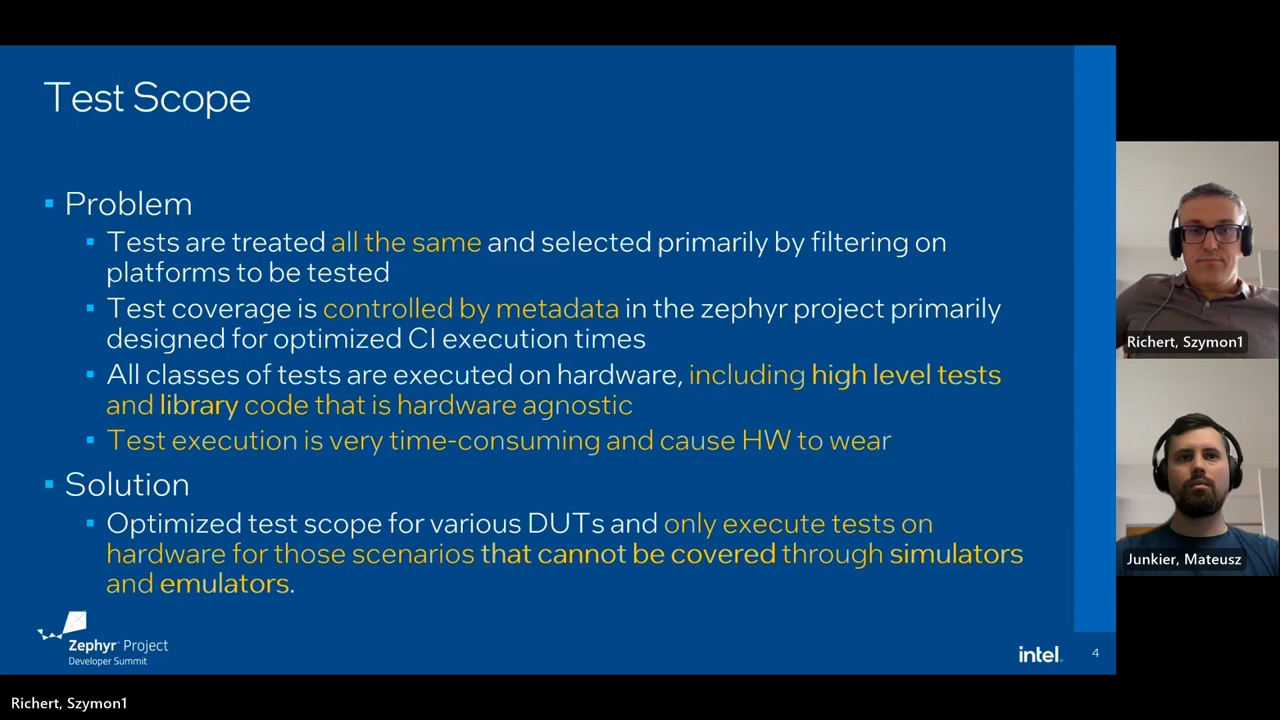 Test Scope
Problem
Tests are treated all the same and selected primarily by filtering on
platforms to be tested
Test coverage is controlled by metadata in the zephyr project primarily
designed for optimized CI execution times
All classes of tests are executed on hardware, including high level tests
and library code that is hardware agnostic
Test execution is very time-consuming and cause HW to wear
Solution
Optimized test scope for various DUTs and only execute tests on
hardware for those scenarios that cannot be covered through simulators
and emulators.
Zephyr™ Project
Developer Summit
intel.
4
Richert, Szymon1
Junkier, Mateusz
Richert, Szymon1